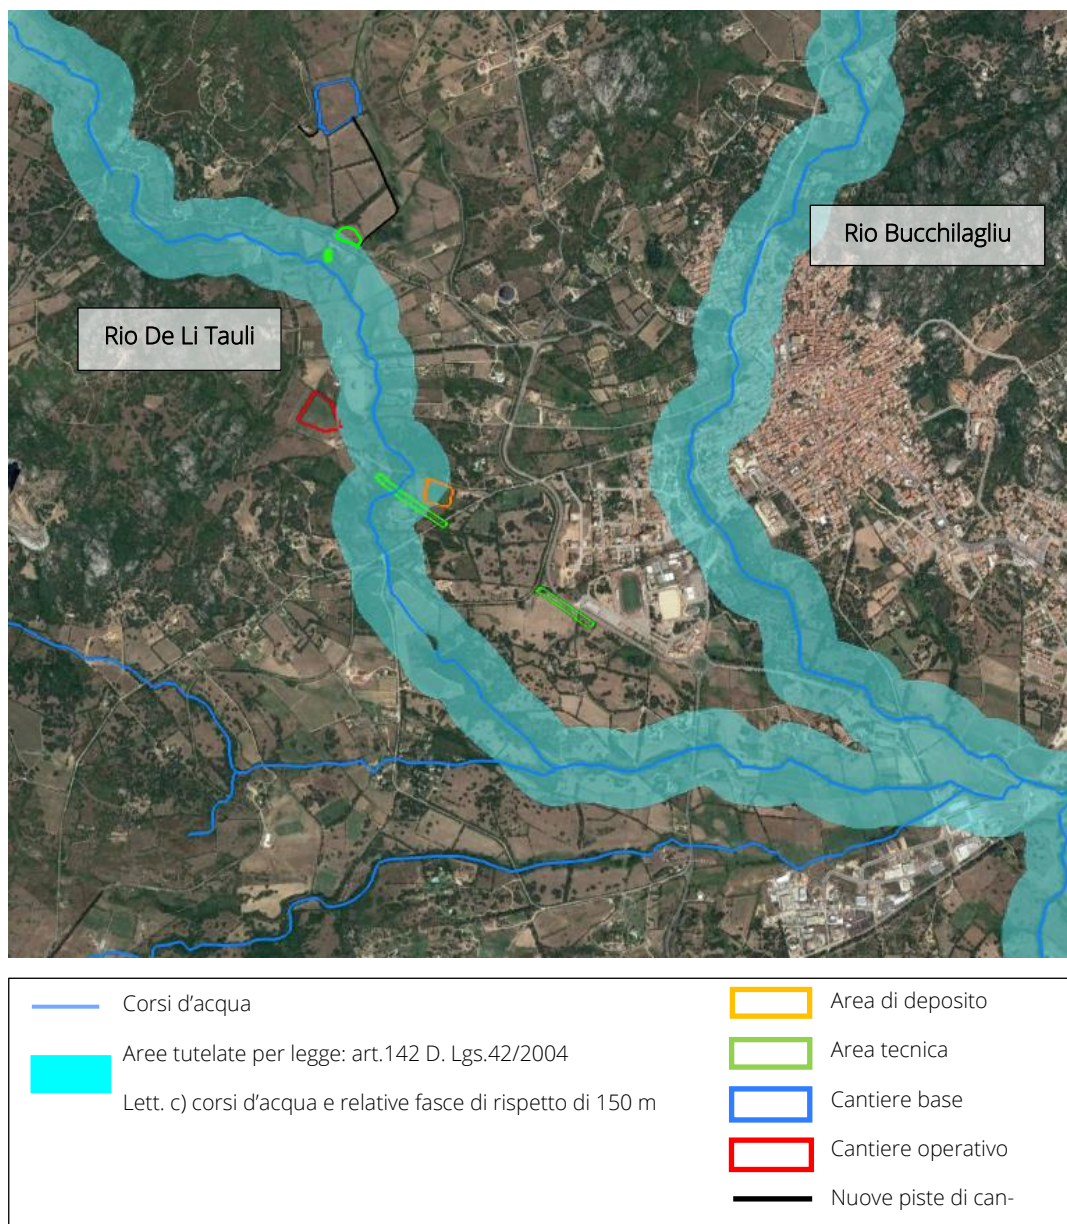 Rio Bucchilagliu
Rio De Li Tauli
Corsi d'acqua
Aree tutelate per legge: art.142 D. Lgs.42/2004
Lett. c) corsi d'acqua e relative fasce di rispetto di 150 m
Area di deposito
Area tecnica
Cantiere base
Cantiere operativo
Nuove piste di can-